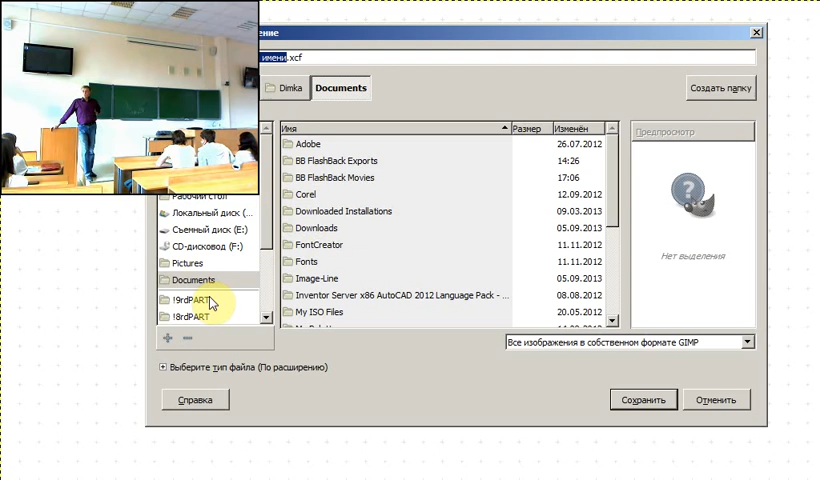 ение
имени.xcf
Dimka
Documents
Создать папку
Имя
Размер
Изменён
Предпросмотр
Рабочий стол
Локальный диск (...
Съемный диск (E:)
CD-дисковод (F:)
Pictures
Documents
!9rdPART
!8rdPART
Adobe 26.07.2012
BB FlashBack Exports 14:26
BB FlashBack Movies 17:06
Corel 12.09.2012
Downloaded Installations 09.03.2013
Downloads 05.09.2013
FontCreator 11.11.2012
Fonts 11.11.2012
Image-Line 05.09.2013
Inventor Server x86 AutoCAD 2012 Language Pack - ... 08.08.2012
My ISO Files 20.05.2012
Нет выделения
Все изображения в собственном формате GIMP
Выберите тип файла (По расширению)
Справка
Сохранить
Отменить